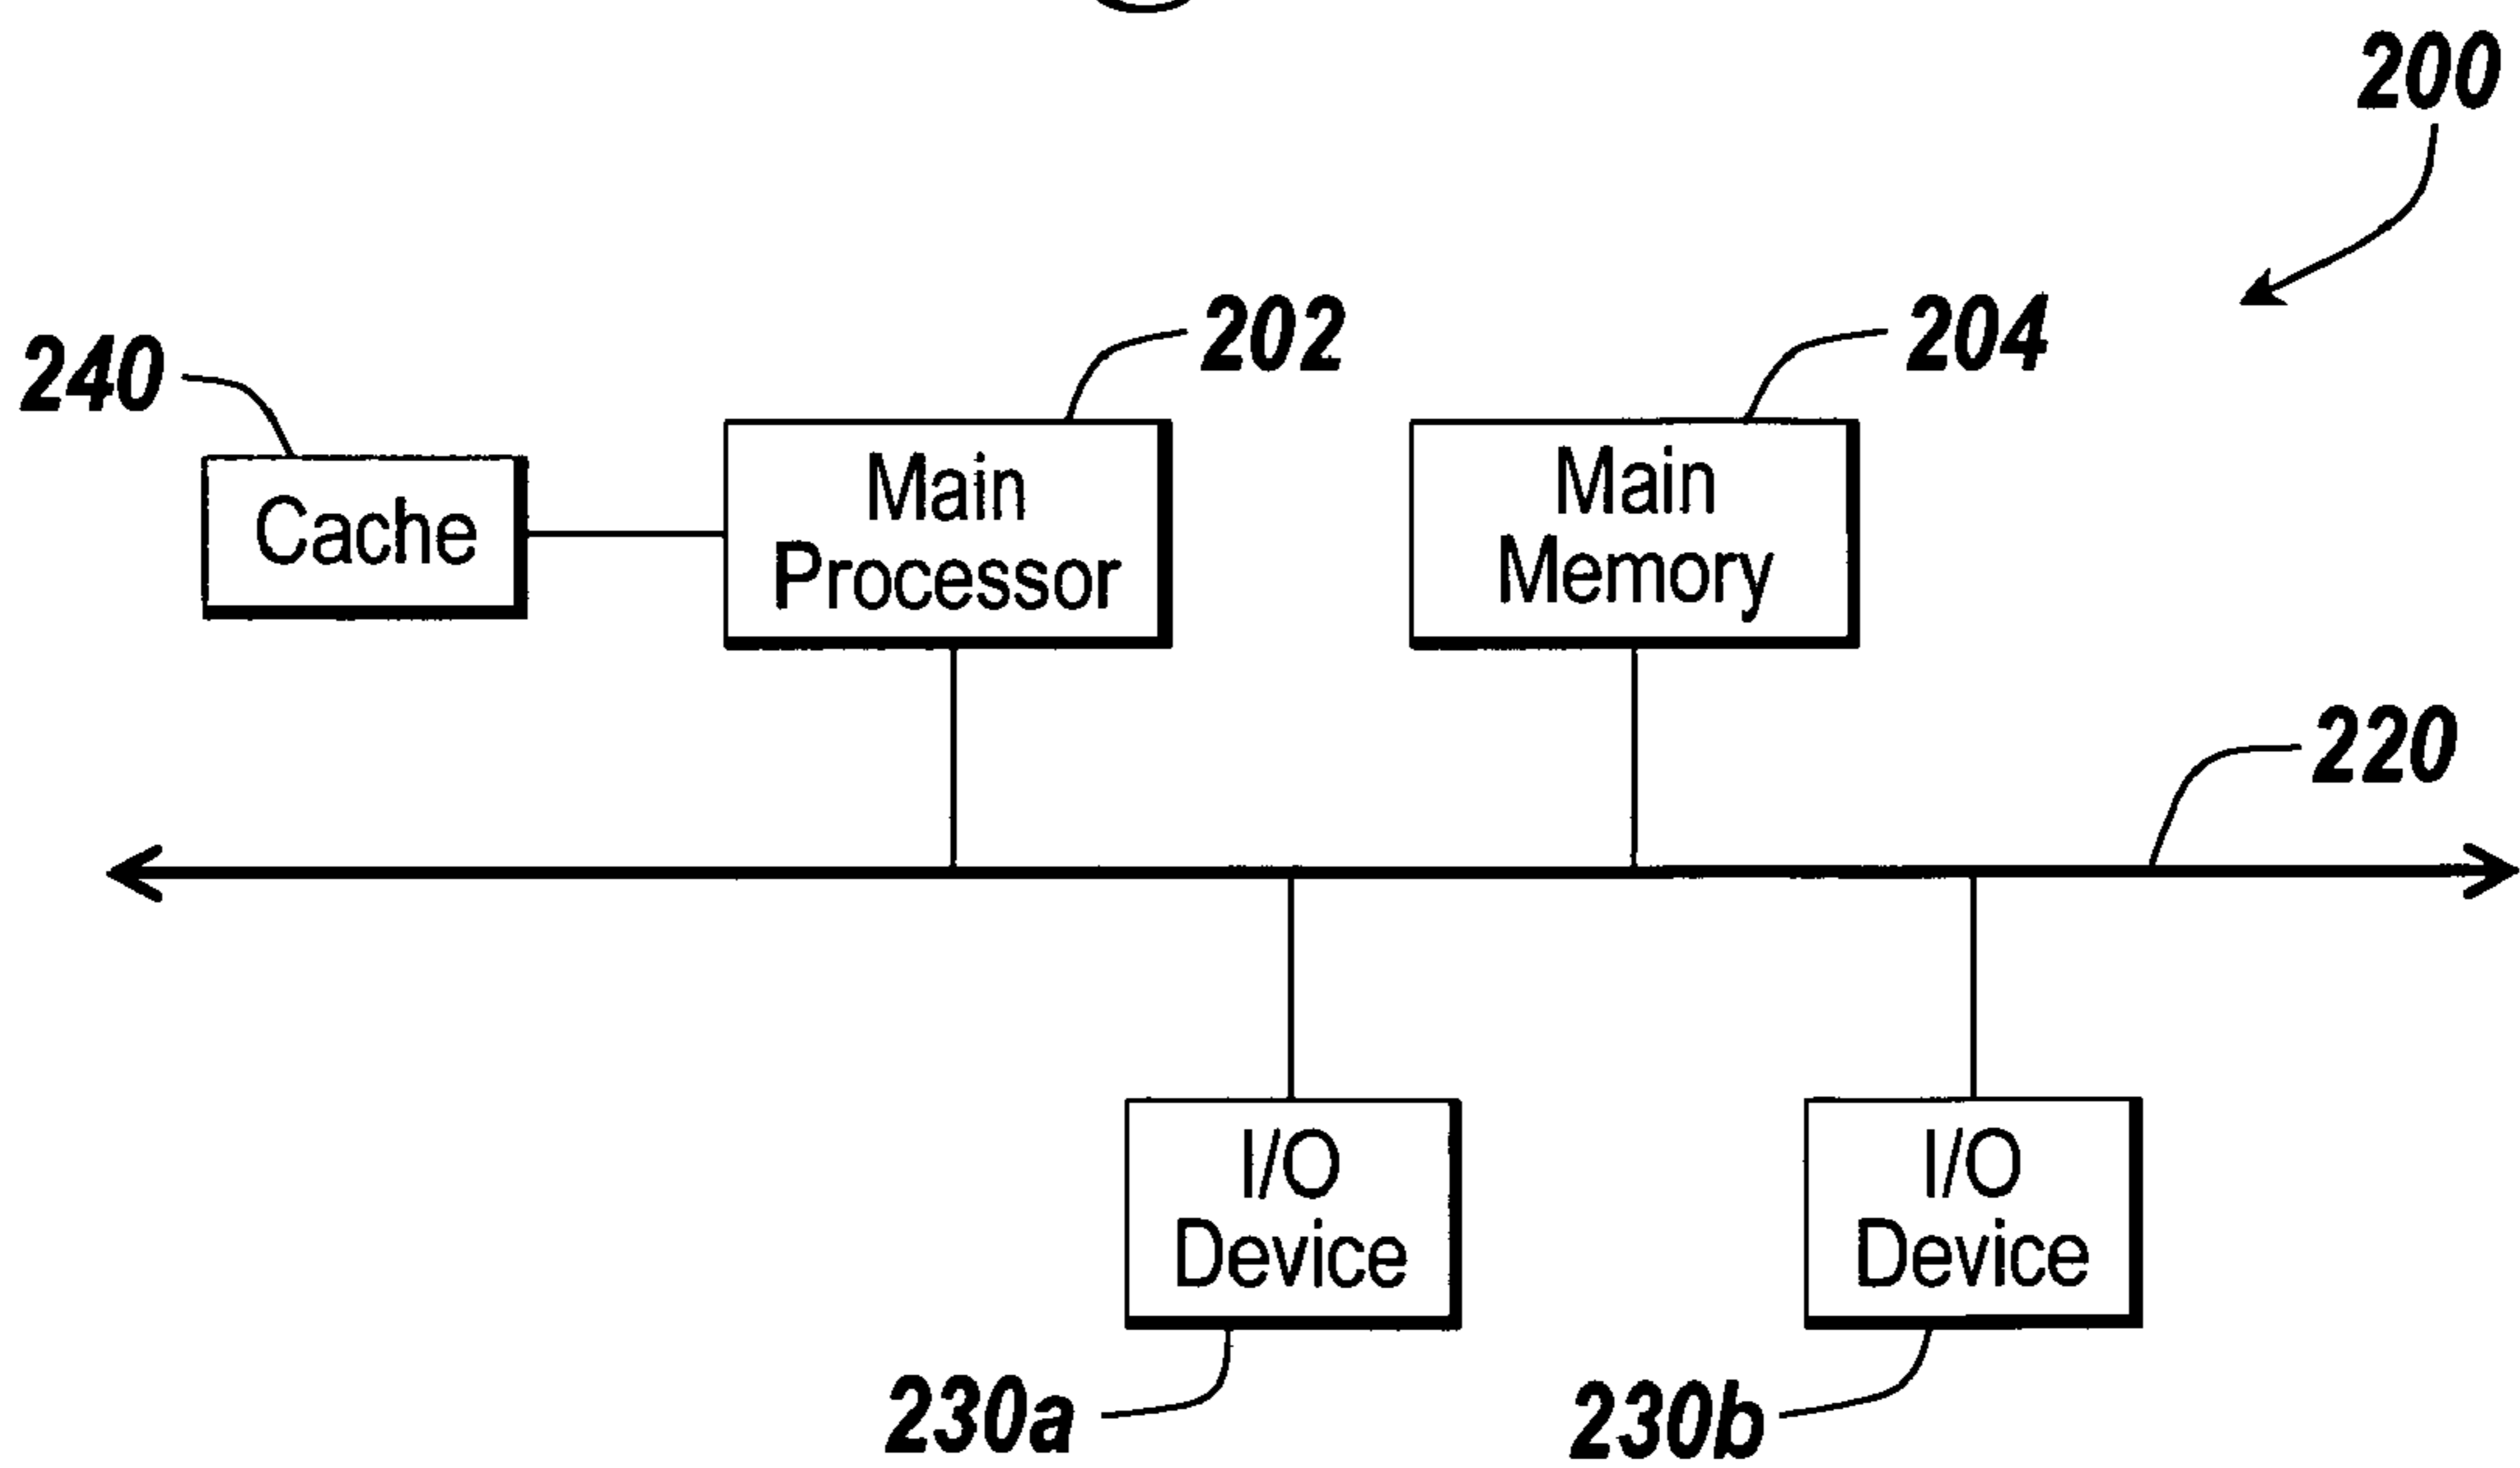 200
202
204
240
Main
Processor
Main
Memory
Cache
220
I/O
Device
I/O
Device
230a
230b